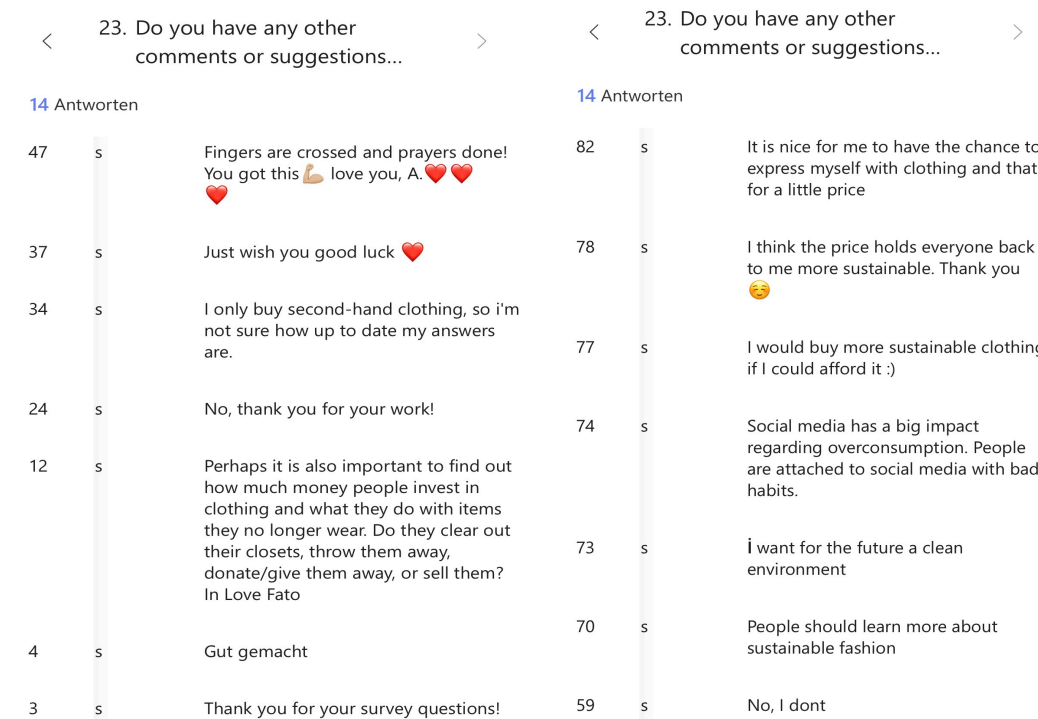 23. Do you have any other
comments or suggestions...
14 Antworten
47 s Fingers are crossed and prayers done!
You got this💪🏼 love you, A.❤️ ❤️
❤️
37 s Just wish you good luck ❤️
34 s I only buy second-hand clothing, so i'm
not sure how up to date my answers
are.
24 s No, thank you for your work!
12 s Perhaps it is also important to find out
how much money people invest in
clothing and what they do with items
they no longer wear. Do they clear out
their closets, throw them away,
donate/give them away, or sell them?
In Love Fato
4 s Gut gemacht
3 s Thank you for your survey questions!
23. Do you have any other
comments or suggestions...
14 Antworten
82 s It is nice for me to have the chance to
express myself with clothing and that
for a little price
78 s I think the price holds everyone back
to me more sustainable. Thank you
☺️
77 s I would buy more sustainable clothing
if I could afford it :)
74 s Social media has a big impact
regarding overconsumption. People
are attached to social media with bad
habits.
73 s İ want for the future a clean
environment
70 s People should learn more about
sustainable fashion
59 s No, I dont